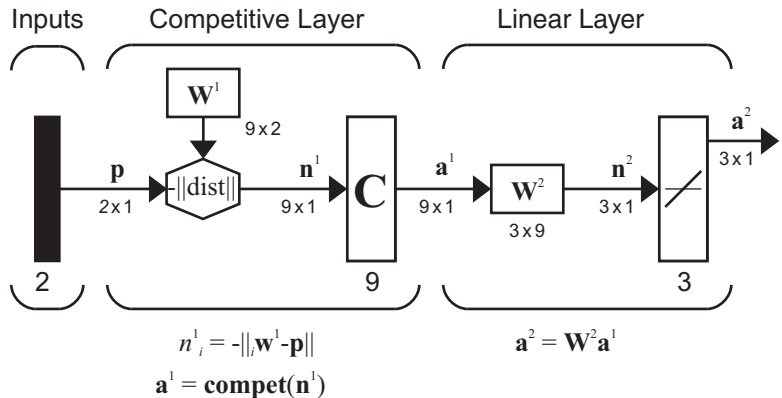 Inputs Competitive Layer Linear Layer
W¹
9 x 2
p
2 x 1
-||dist||
n¹
9 x 1
C
a¹
9 x 1
W²
3 x 9
n²
3 x 1
a²
3 x 1
2 9 3
n¹ᵢ = -||ᵢw¹-p||
a¹ = compet(n¹)
a² = W²a¹